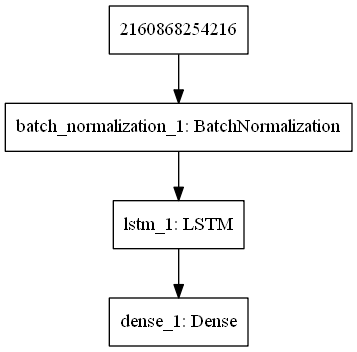 2160868254216
batch_normalization_1: BatchNormalization
lstm_1: LSTM
dense_1: Dense